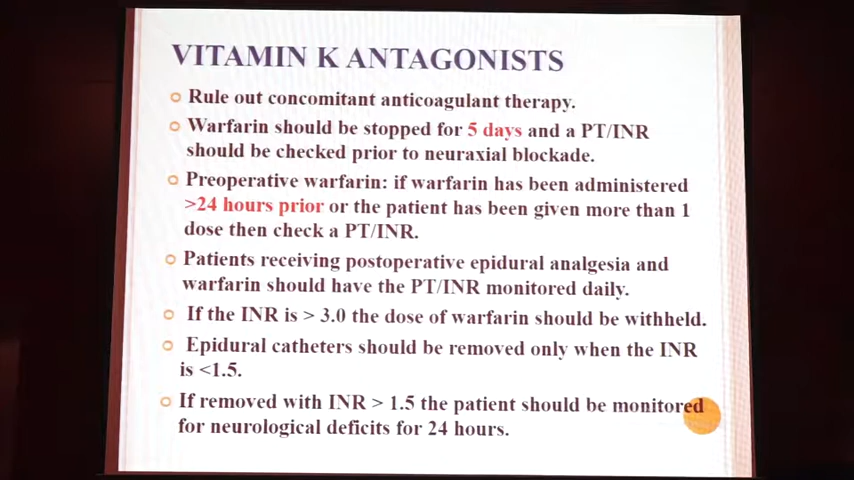 VITAMIN K ANTAGONISTS
Rule out concomitant anticoagulant therapy.
Warfarin should be stopped for 5 days and a PT/INR
should be checked prior to neuraxial blockade.
Preoperative warfarin: if warfarin has been administered
>24 hours prior or the patient has been given more than 1
dose then check a PT/INR.
Patients receiving postoperative epidural analgesia and
warfarin should have the PT/INR monitored daily.
If the INR is > 3.0 the dose of warfarin should be withheld.
Epidural catheters should be removed only when the INR
is <1.5.
If removed with INR > 1.5 the patient should be monitored
for neurological deficits for 24 hours.